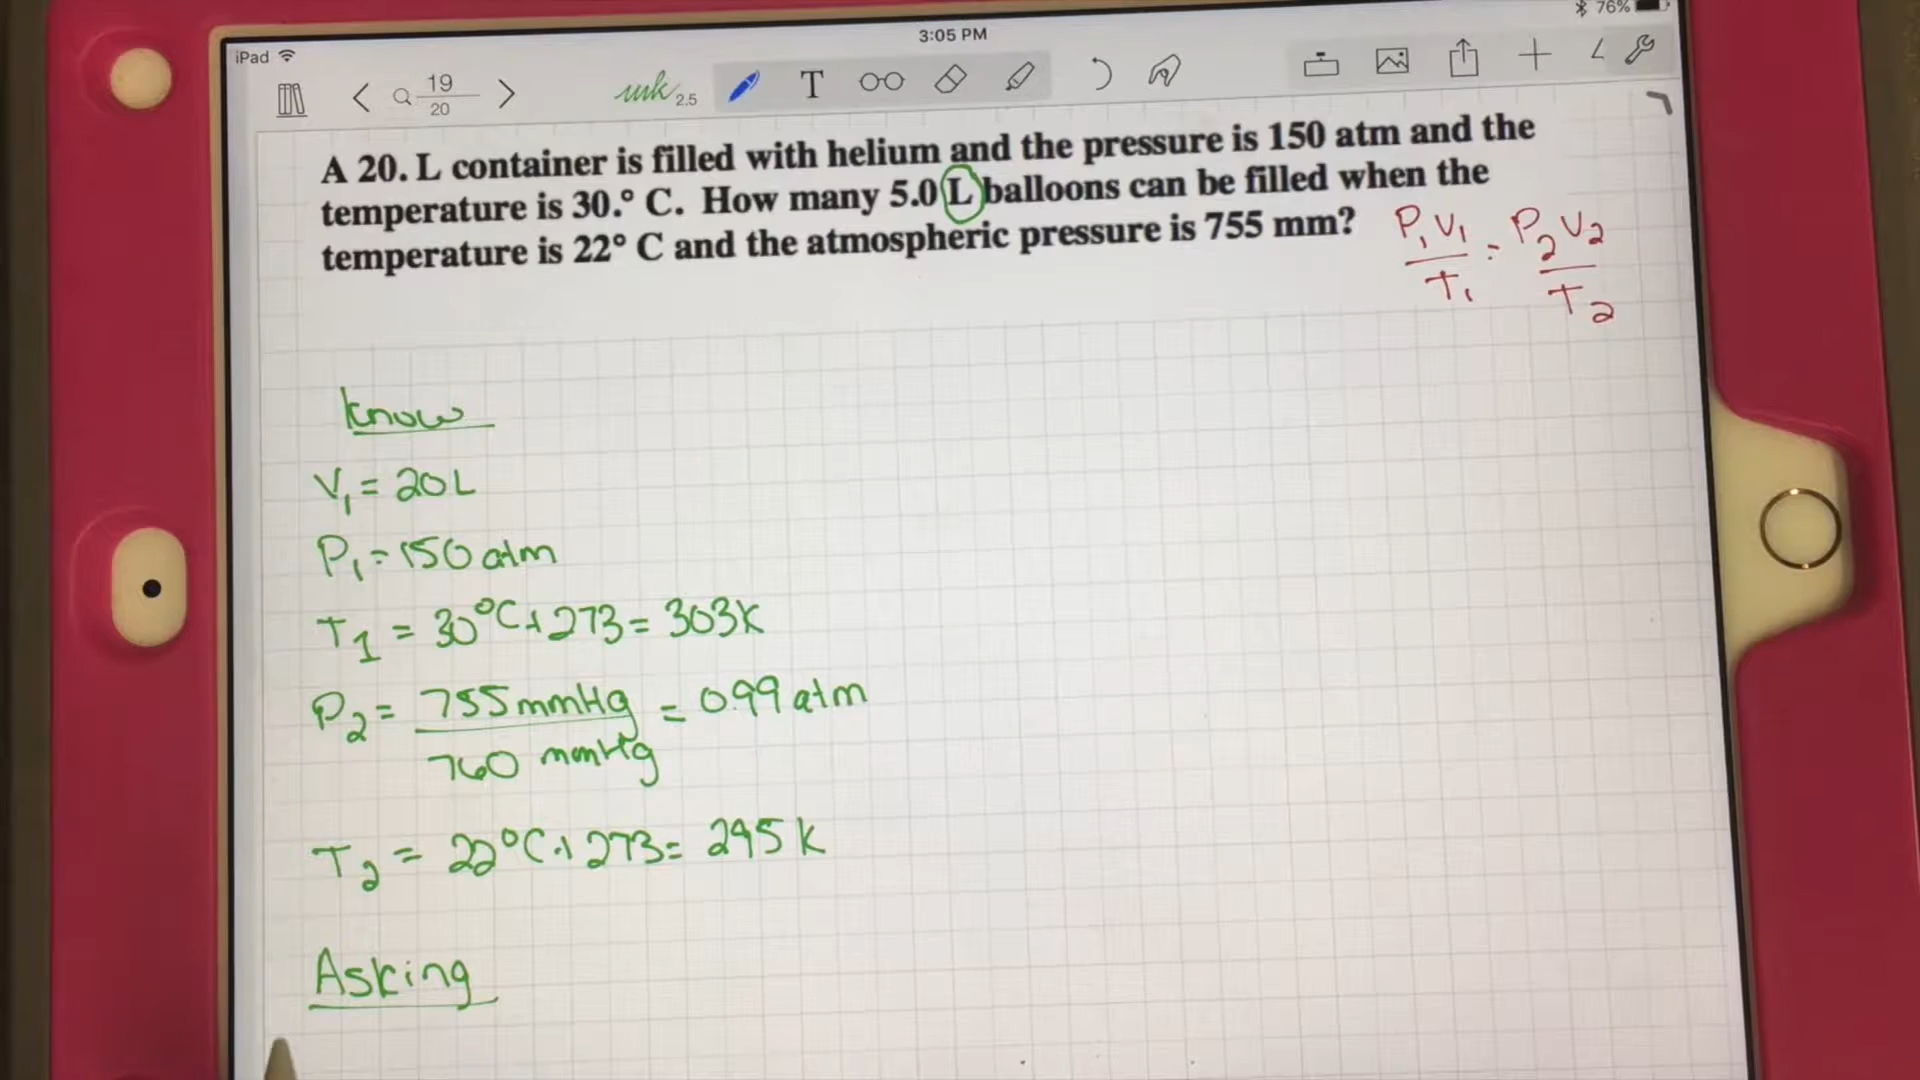 3:05 PM
76%
iPad
19
20
mk 2.5
T
A 20. L container is filled with helium and the pressure is 150 atm and the
temperature is 30.° C. How many 5.0 L balloons can be filled when the
temperature is 22° C and the atmospheric pressure is 755 mm?
P₁V₁ = P₂V₂
T₁ T₂
know
V₁ = 20L
P₁ = 150 atm
T₁ = 30°C + 273 = 303K
P₂ = 755 mmHg = 0.99 atm
760 mmHg
T₂ = 22°C + 273 = 295 K
Asking